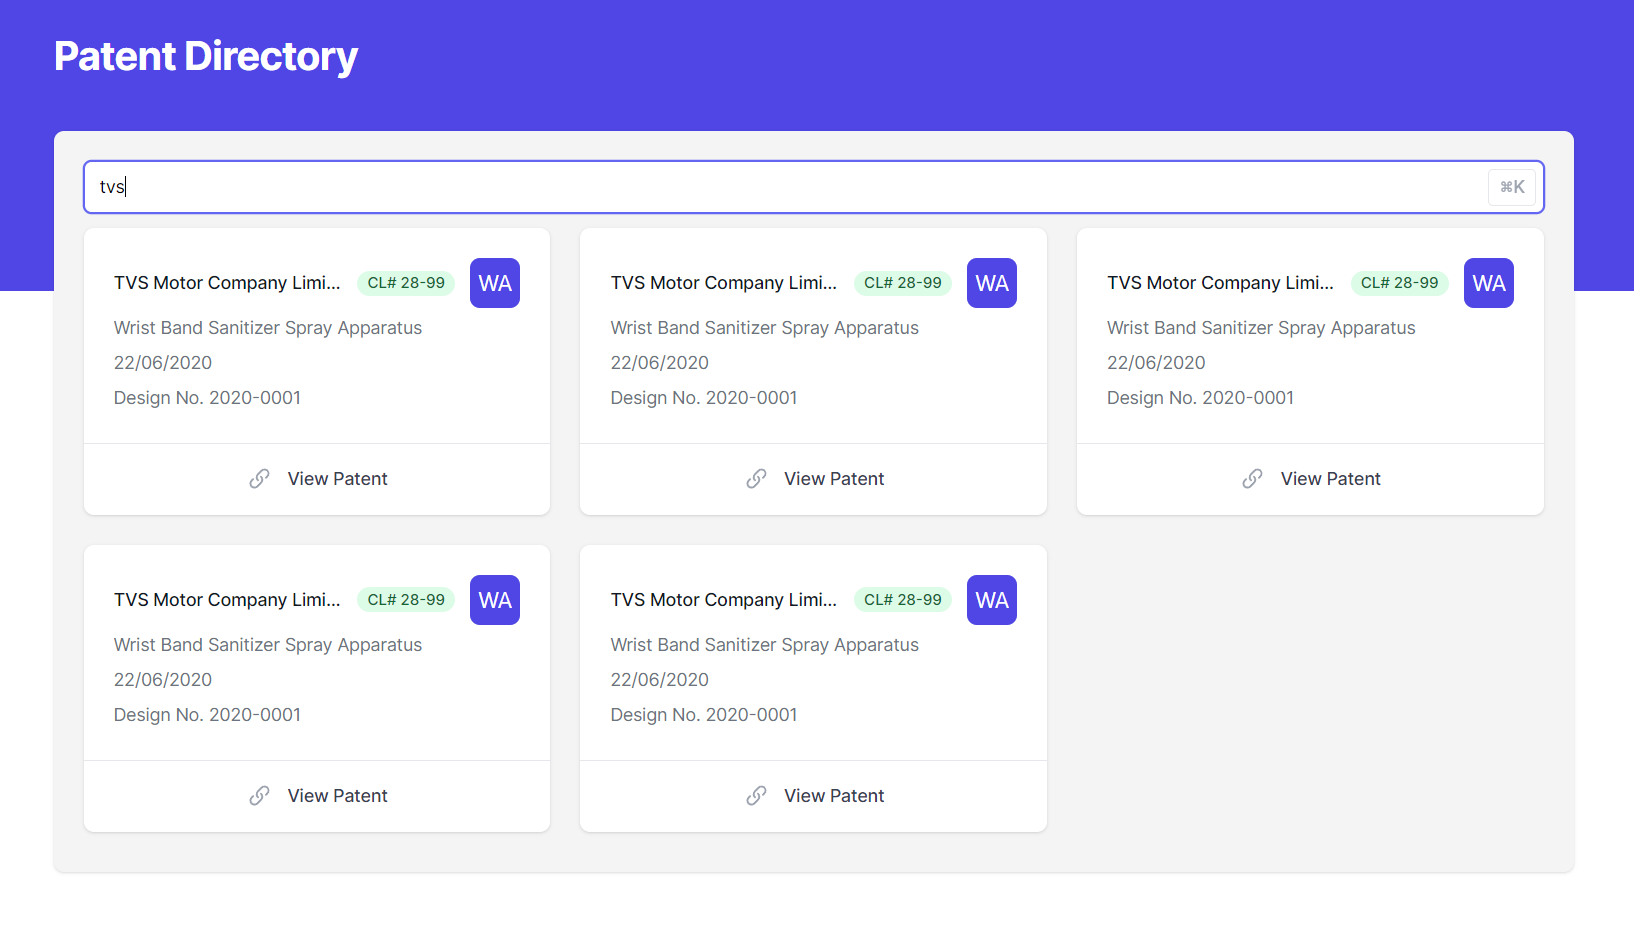 Patent Directory
tvs
⌘K
TVS Motor Company Limi... CL# 28-99 WA
Wrist Band Sanitizer Spray Apparatus
22/06/2020
Design No. 2020-0001
View Patent
TVS Motor Company Limi... CL# 28-99 WA
Wrist Band Sanitizer Spray Apparatus
22/06/2020
Design No. 2020-0001
View Patent
TVS Motor Company Limi... CL# 28-99 WA
Wrist Band Sanitizer Spray Apparatus
22/06/2020
Design No. 2020-0001
View Patent
TVS Motor Company Limi... CL# 28-99 WA
Wrist Band Sanitizer Spray Apparatus
22/06/2020
Design No. 2020-0001
View Patent
TVS Motor Company Limi... CL# 28-99 WA
Wrist Band Sanitizer Spray Apparatus
22/06/2020
Design No. 2020-0001
View Patent